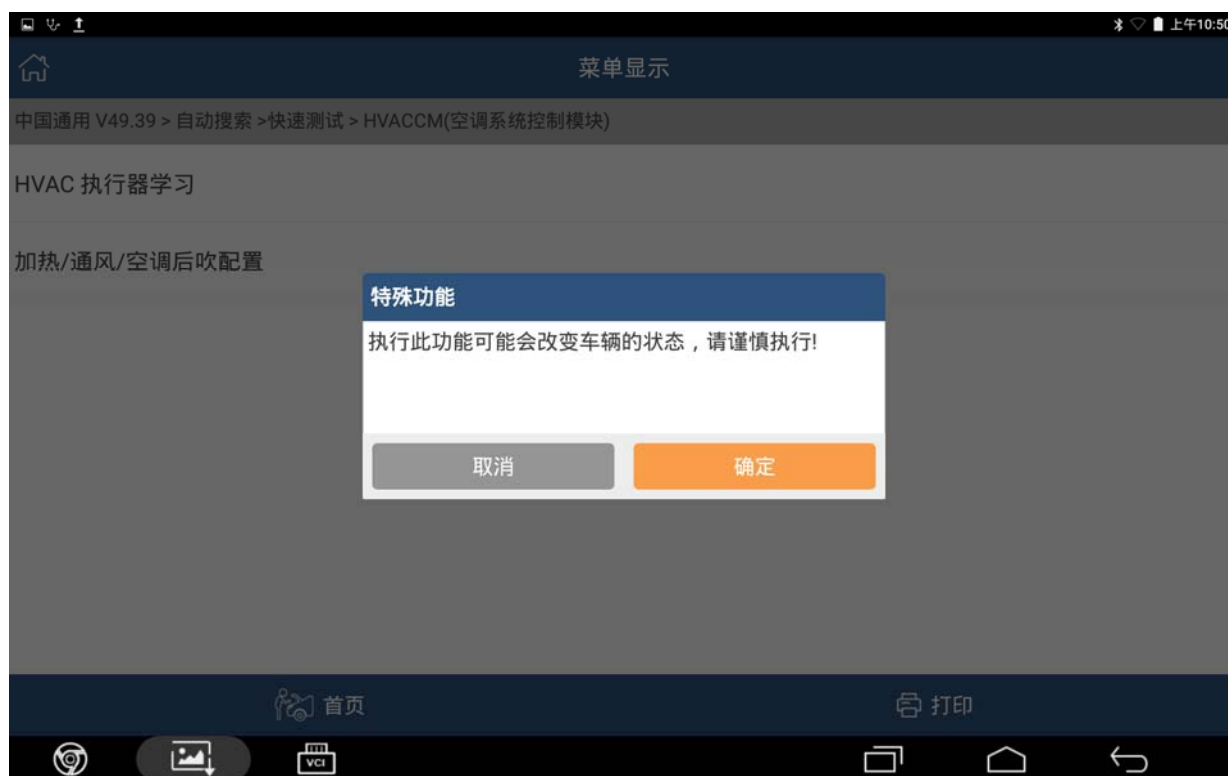 上午10:50
菜单显示
中国通用 V49.39 > 自动搜索 >快速测试 > HVACCM(空调系统控制模块)
HVAC 执行器学习
加热/通风/空调后吹配置
特殊功能
执行此功能可能会改变车辆的状态，请谨慎执行!
取消
确定
首页
打印
VCI